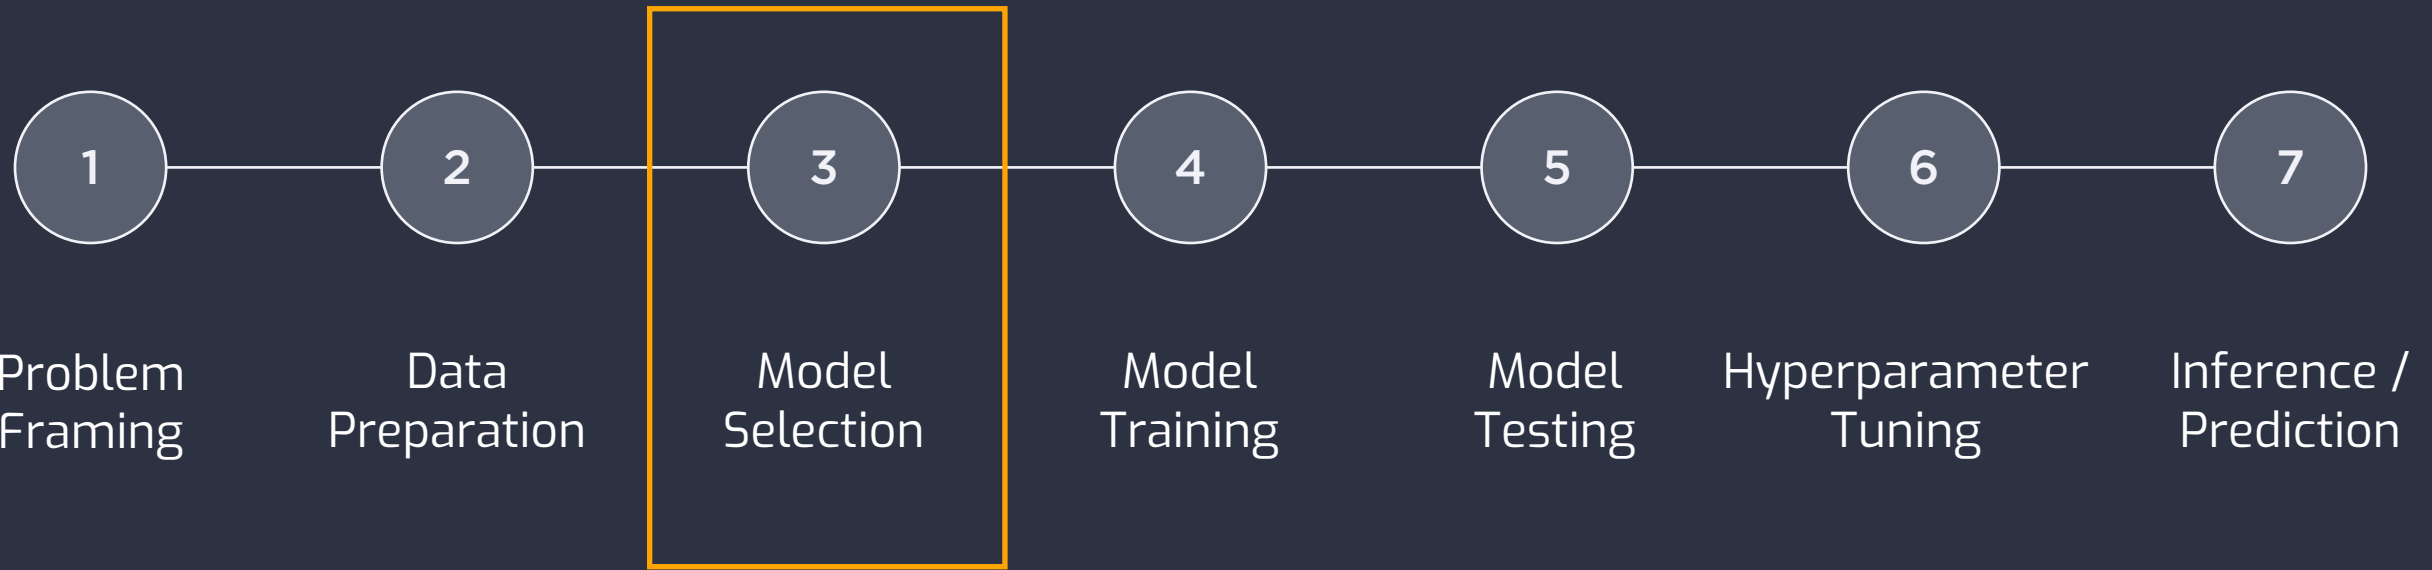 1
2
3
4
5
6
7
Problem
Framing
Data
Preparation
Model
Selection
Model
Training
Model
Testing
Hyperparameter
Tuning
Inference /
Prediction